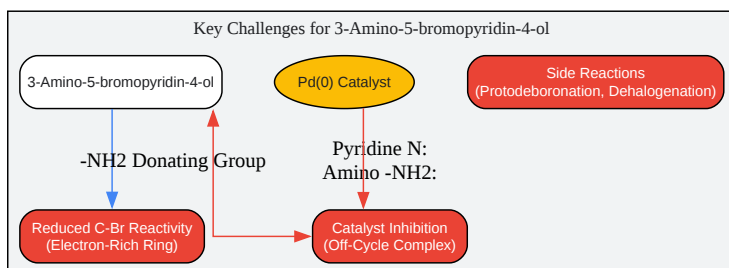 Key Challenges for 3-Amino-5-bromopyridin-4-ol
3-Amino-5-bromopyridin-4-ol
Pd(0) Catalyst
Side Reactions
(Protodeboronation, Dehalogenation)
-NH2 Donating Group
Pyridine N:
Amino -NH2:
Reduced C-Br Reactivity
(Electron-Rich Ring)
Catalyst Inhibition
(Off-Cycle Complex)